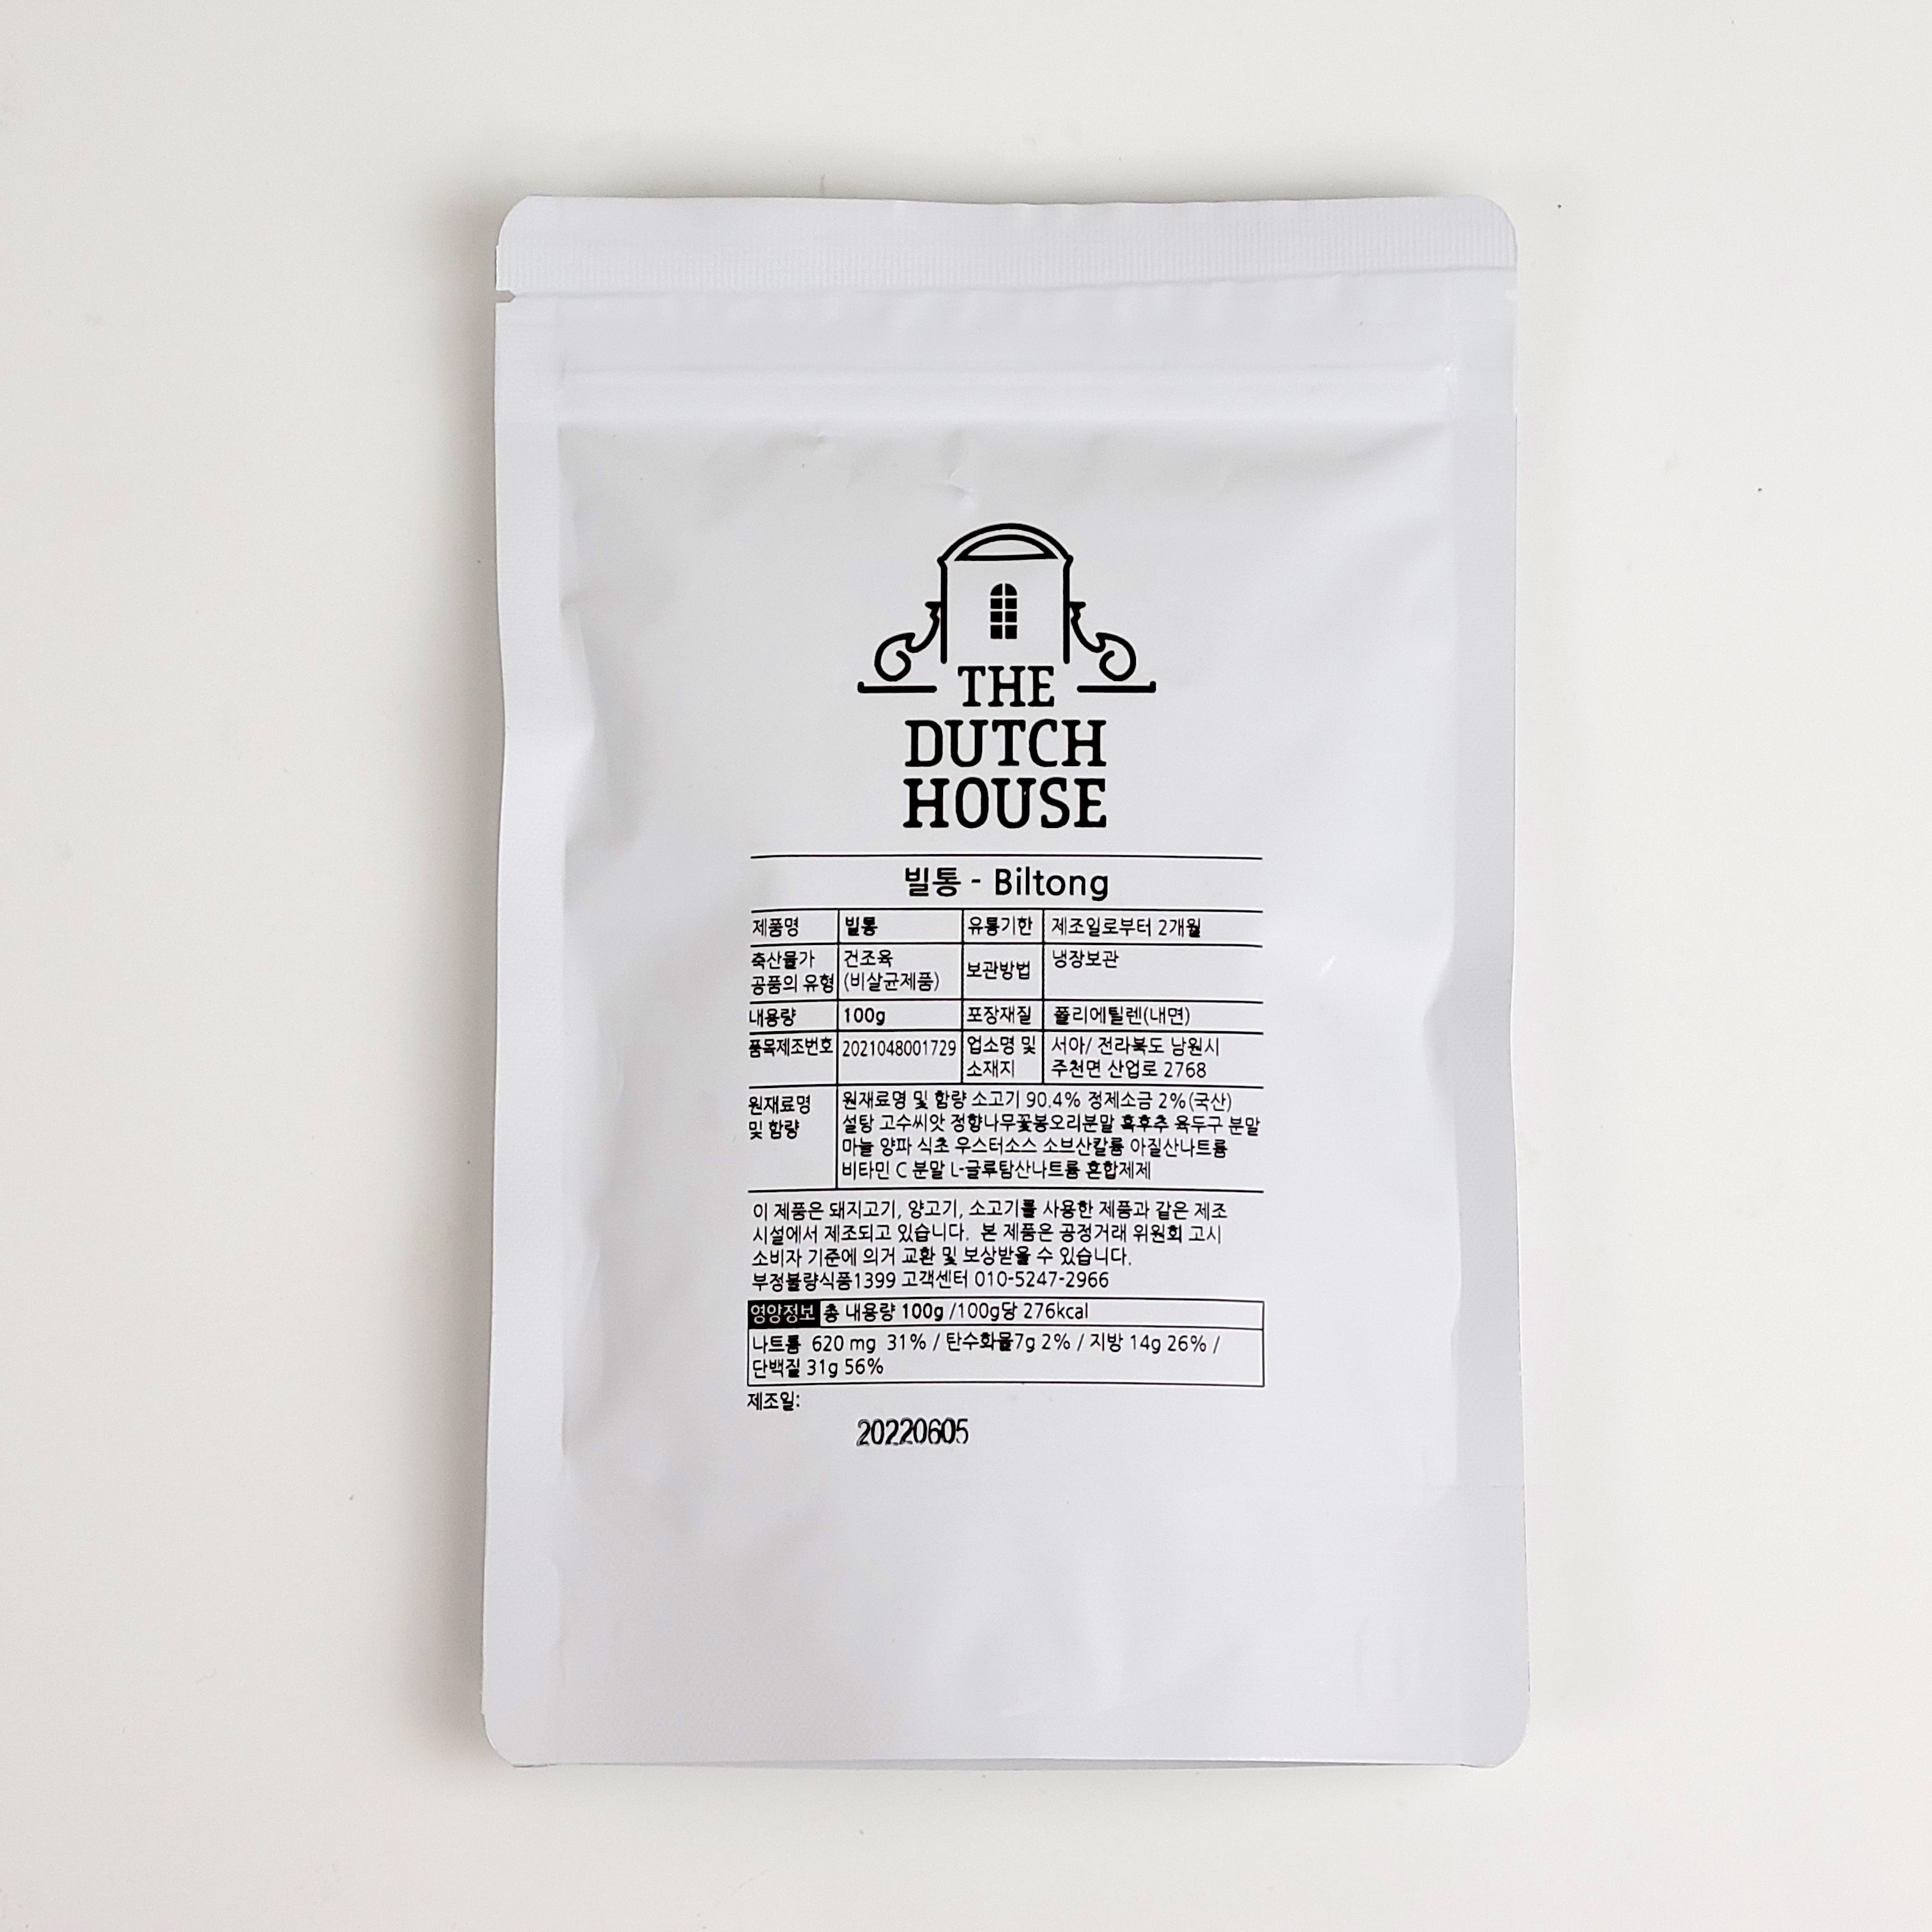 THE
DUTCH
HOUSE
빌통 - Biltong
제품명 빌통 유통기한 제조일로부터 2개월
축산물가
공품의 유형
건조육
(비살균제품)
보관방법 냉장보관
내용량 100g 포장재질 폴리에틸렌(내면)
품목제조번호 2021048001729
업소명 및
소재지
서아/ 전라북도 남원시
주천면 산업로 2768
원재료명
및 함량
원재료명 및 함량 소고기 90.4% 정제소금 2%(국산)
설탕 고수씨앗 정향나무꽃봉오리분말 흑후추 육두구 분말
마늘 양파 식초 우스터소스 소브산칼륨 아질산나트륨
비타민 C 분말 L-글루탐산나트륨 혼합제제
이 제품은 돼지고기, 양고기, 소고기를 사용한 제품과 같은 제조
시설에서 제조되고 있습니다. 본 제품은 공정거래 위원회 고시
소비자 기준에 의거 교환 및 보상받을 수 있습니다.
부정불량식품1399 고객센터 010-5247-2966
영양정보 총 내용량 100g /100g당 276kcal
나트륨 620 mg 31% / 탄수화물7g 2% / 지방 14g 26% /
단백질 31g 56%
제조일:
20220605